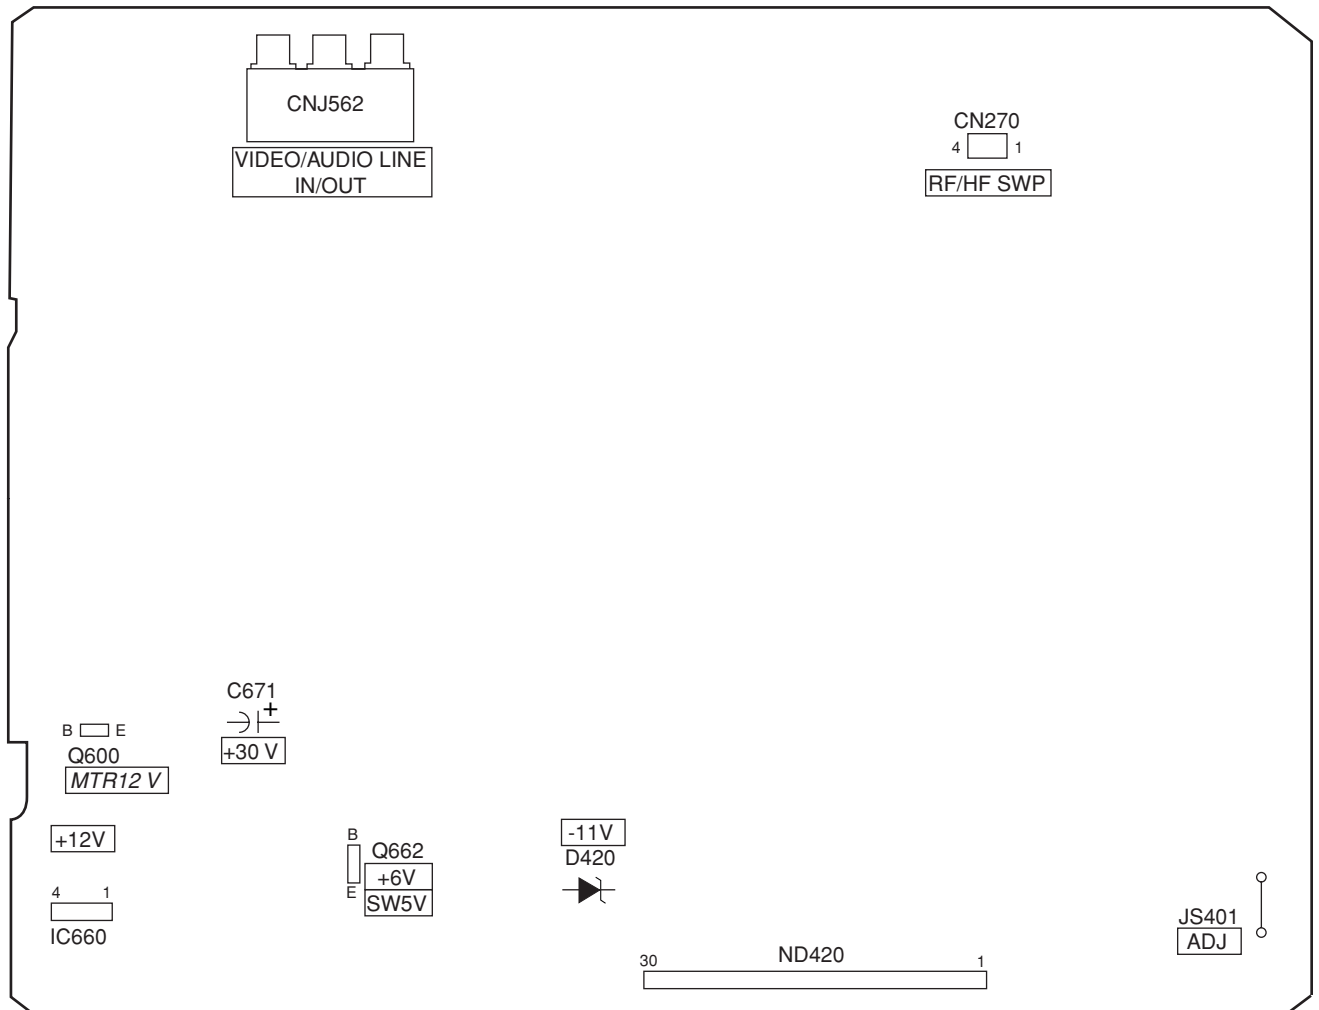 CNJ562
VIDEO/AUDIO LINE
IN/OUT
CN270
4 1
RF/HF SWP
C671
+
+30 V
B E
Q600
MTR12 V
+12V
4 1
IC660
B
Q662
+6V
E
SW5V
-11V
D420
ND420
30 1
JS401
ADJ